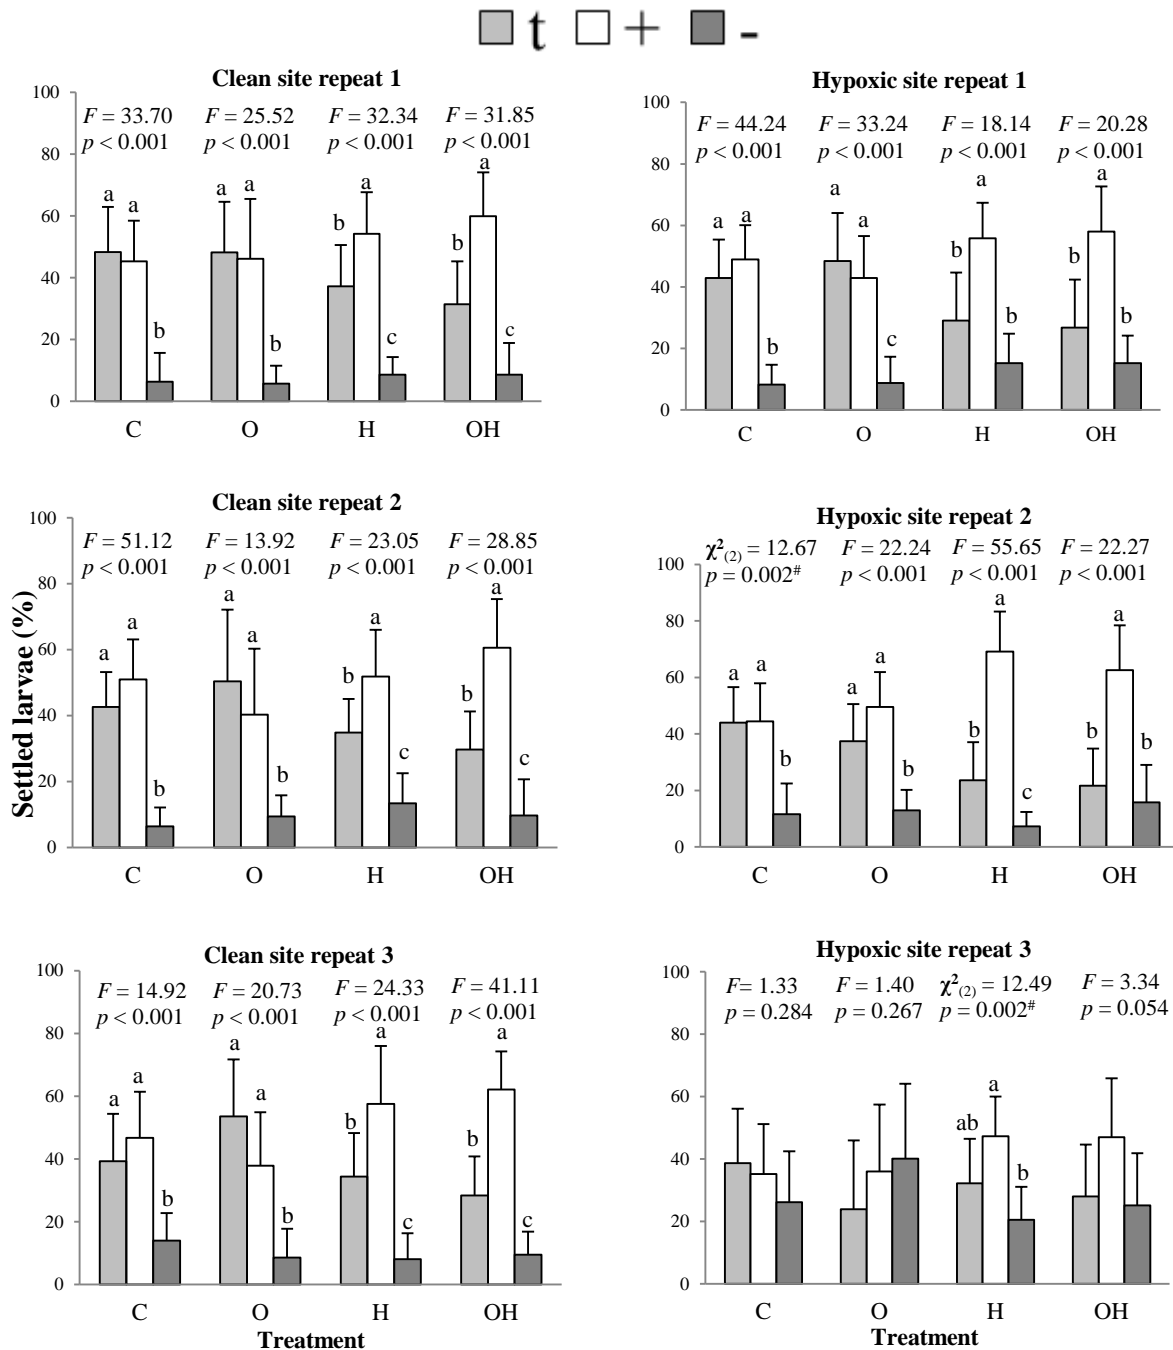 t + -
Clean site repeat 1
F = 33.70 F = 25.52 F = 32.34 F = 31.85
p < 0.001 p < 0.001 p < 0.001 p < 0.001
100
80
60
40
20
0
a a b a a b b a c b a c
C O H OH
Hypoxic site repeat 1
F = 44.24 F = 33.24 F = 18.14 F = 20.28
p < 0.001 p < 0.001 p < 0.001 p < 0.001
100
80
60
40
20
0
a a b a a c b a b b a b
C O H OH
Settled larvae (%)
Clean site repeat 2
F = 51.12 F = 13.92 F = 23.05 F = 28.85
p < 0.001 p < 0.001 p < 0.001 p < 0.001
100
80
60
40
20
0
a a b a a b b a c b a c
C O H OH
Hypoxic site repeat 2
χ²(2) = 12.67 F = 22.24 F = 55.65 F = 22.27
p = 0.002# p < 0.001 p < 0.001 p < 0.001
100
80
60
40
20
0
a a b a a b b a c b a b
C O H OH
Clean site repeat 3
F = 14.92 F = 20.73 F = 24.33 F = 41.11
p < 0.001 p < 0.001 p < 0.001 p < 0.001
100
80
60
40
20
0
a a b a a b b a c b a c
C O H OH
Treatment
Hypoxic site repeat 3
F= 1.33 F = 1.40 χ²(2) = 12.49 F = 3.34
p = 0.284 p = 0.267 p = 0.002# p = 0.054
100
80
60
40
20
0
ab a b
C O H OH
Treatment